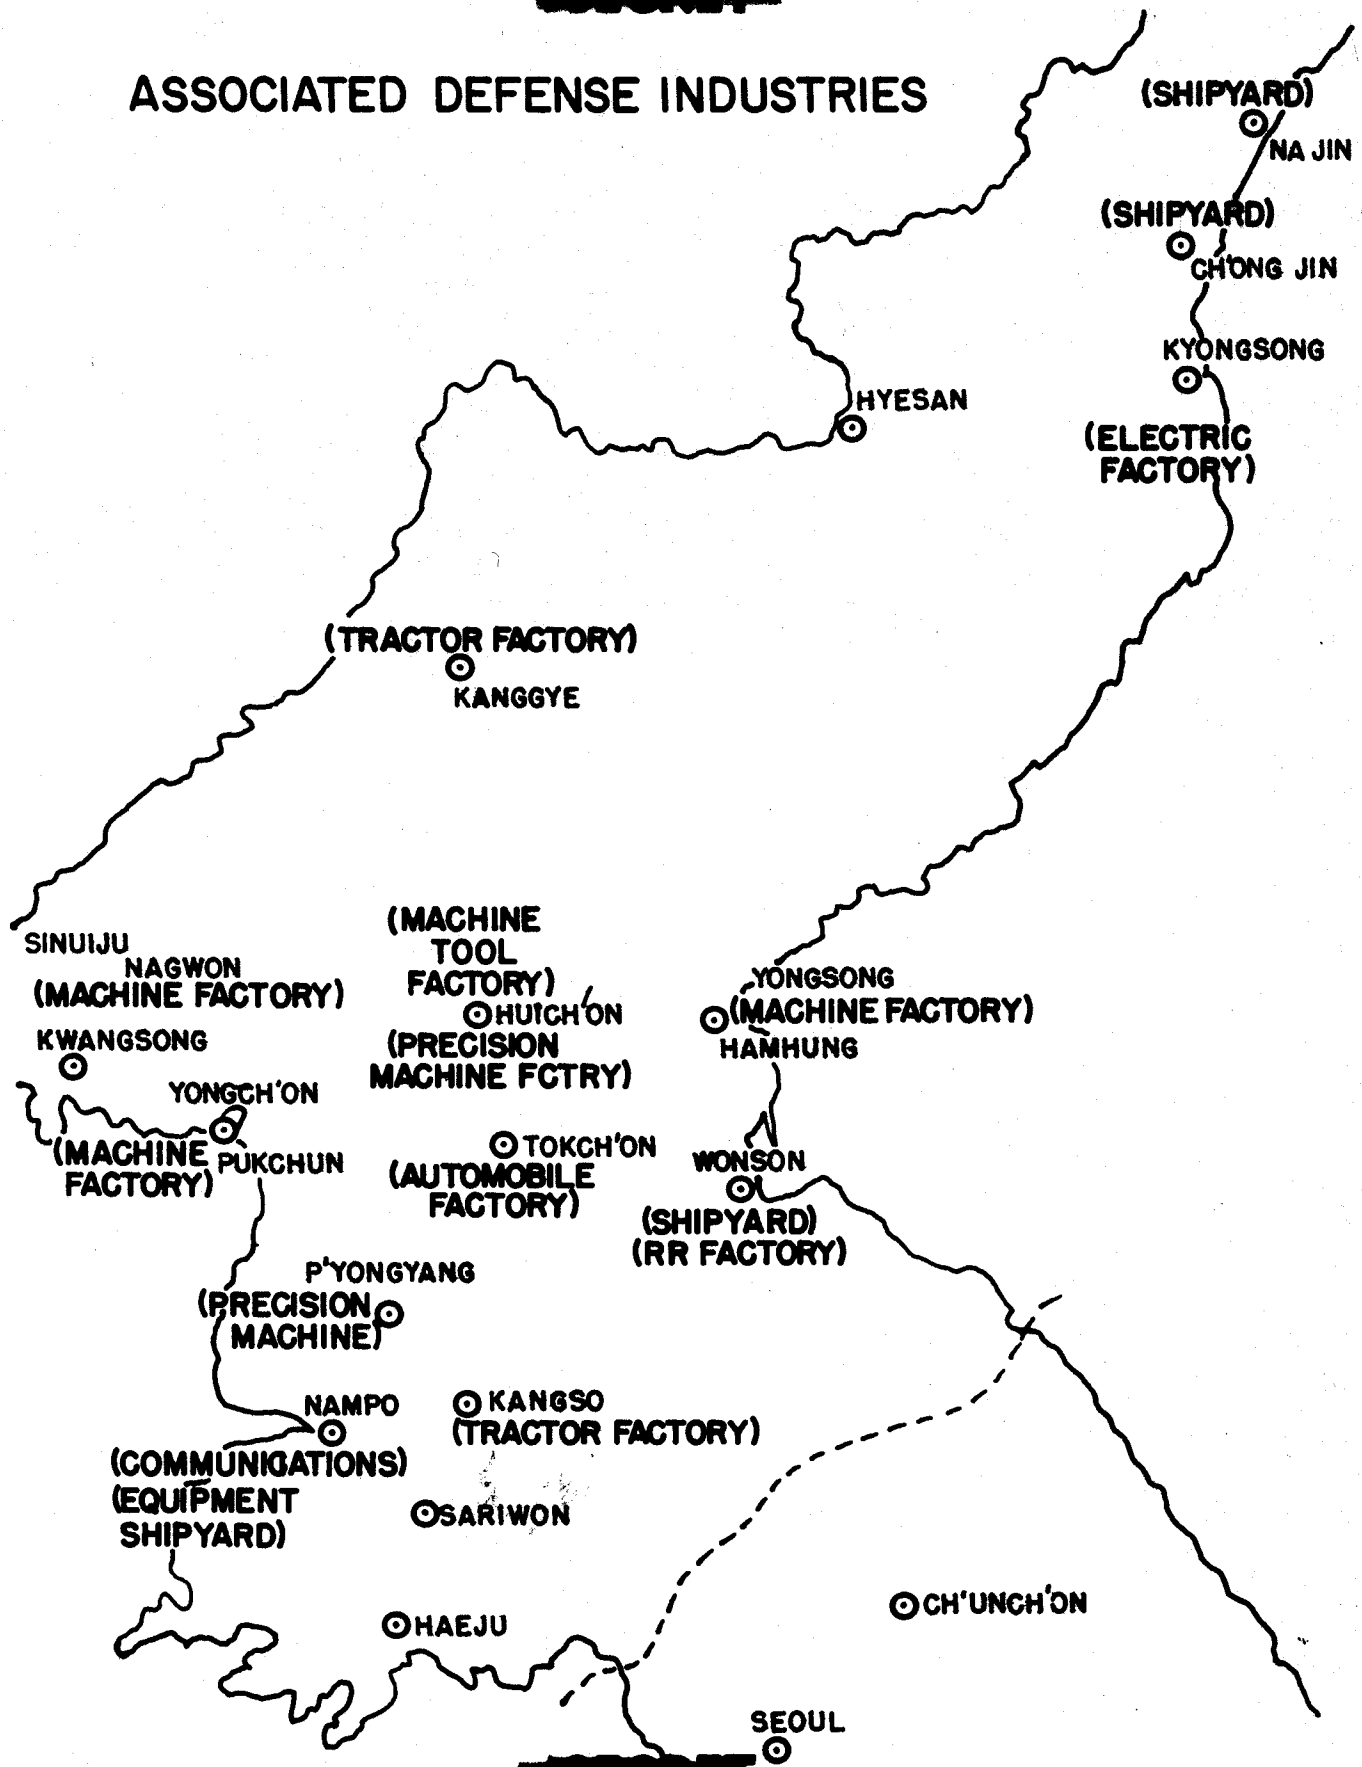 ASSOCIATED DEFENSE INDUSTRIES
(SHIPYARD)
NA JIN
(SHIPYARD)
CH'ONG JIN
KYONGSONG
HYESAN
(ELECTRIC
FACTORY)
(TRACTOR FACTORY)
KANGGYE
(MACHINE
TOOL
FACTORY)
HUICH'ON
(PRECISION
MACHINE FCTRY)
SINUIJU
NAGWON
(MACHINE FACTORY)
KWANGSONG
YONGCH'ON
(MACHINE
FACTORY)
PUKCHUN
YONGSONG
(MACHINE FACTORY)
HAMHUNG
TOKCH'ON
(AUTOMOBILE
FACTORY)
WONSON
(SHIPYARD)
(RR FACTORY)
P'YONGYANG
(PRECISION
MACHINE)
NAMPO
KANGSO
(TRACTOR FACTORY)
(COMMUNICATIONS)
(EQUIPMENT
SHIPYARD)
SARIWON
HAEJU
CH'UNCH'ON
SEOUL